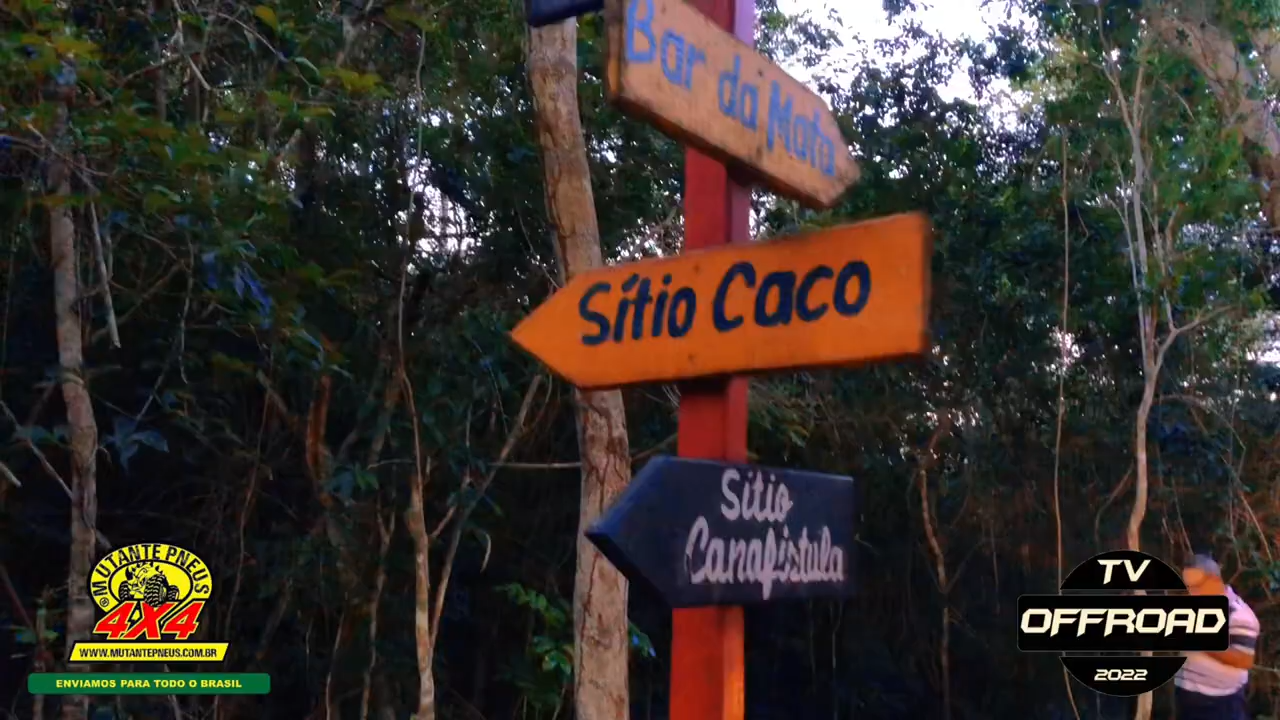 Bar da Mata
Sítio Caco
Sitio
Canafistula
MUTANTE PNEUS
4X4
WWW.MUTANTEPNEUS.COM.BR
ENVIAMOS PARA TODO O BRASIL
TV
OFFROAD
2022